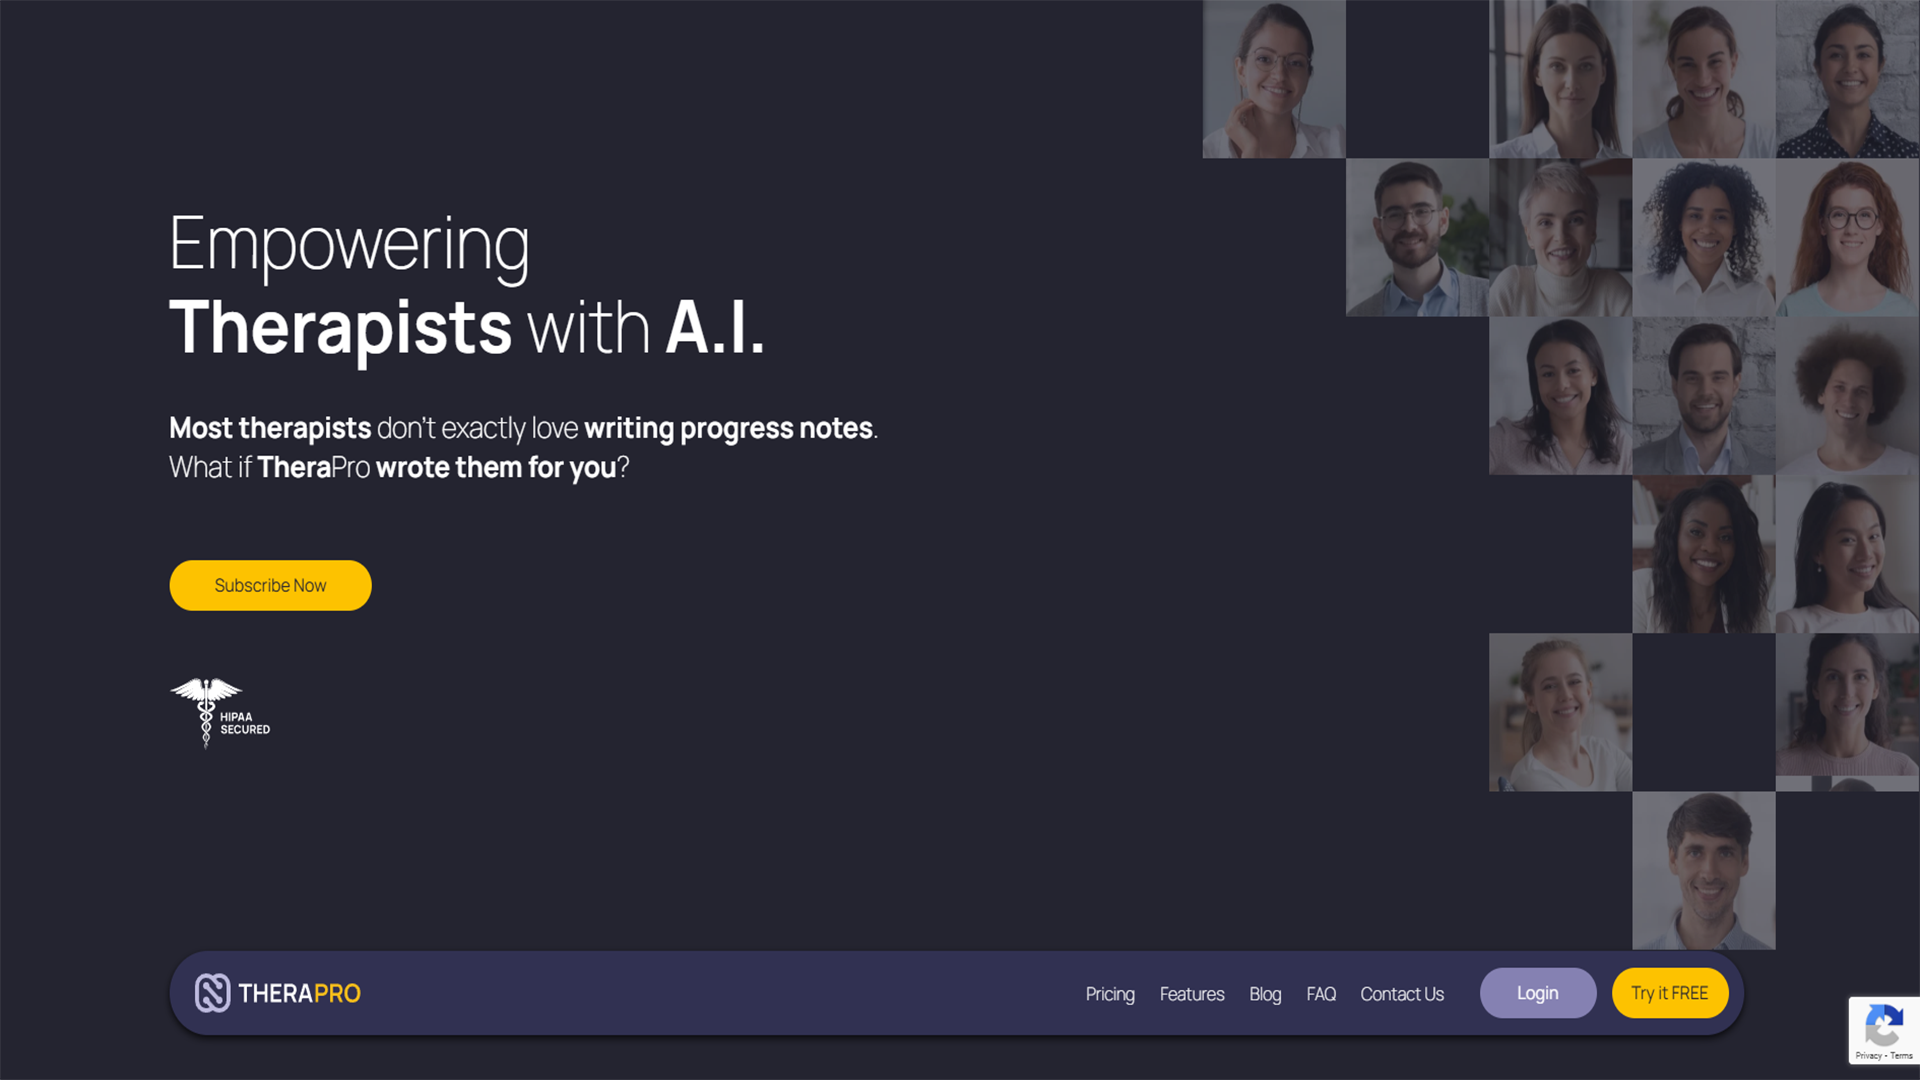 Empowering
Therapists with A.I.
Most therapists don't exactly love writing progress notes.
What if TheraPro wrote them for you?
Subscribe Now
HIPAA
SECURED
THERAPRO
Pricing Features Blog FAQ Contact Us Login Try it FREE
Privacy - Terms